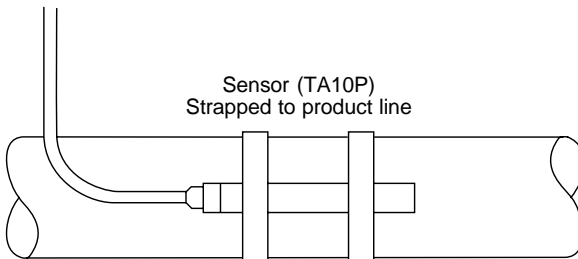 Sensor (TA10P)
Strapped to product line